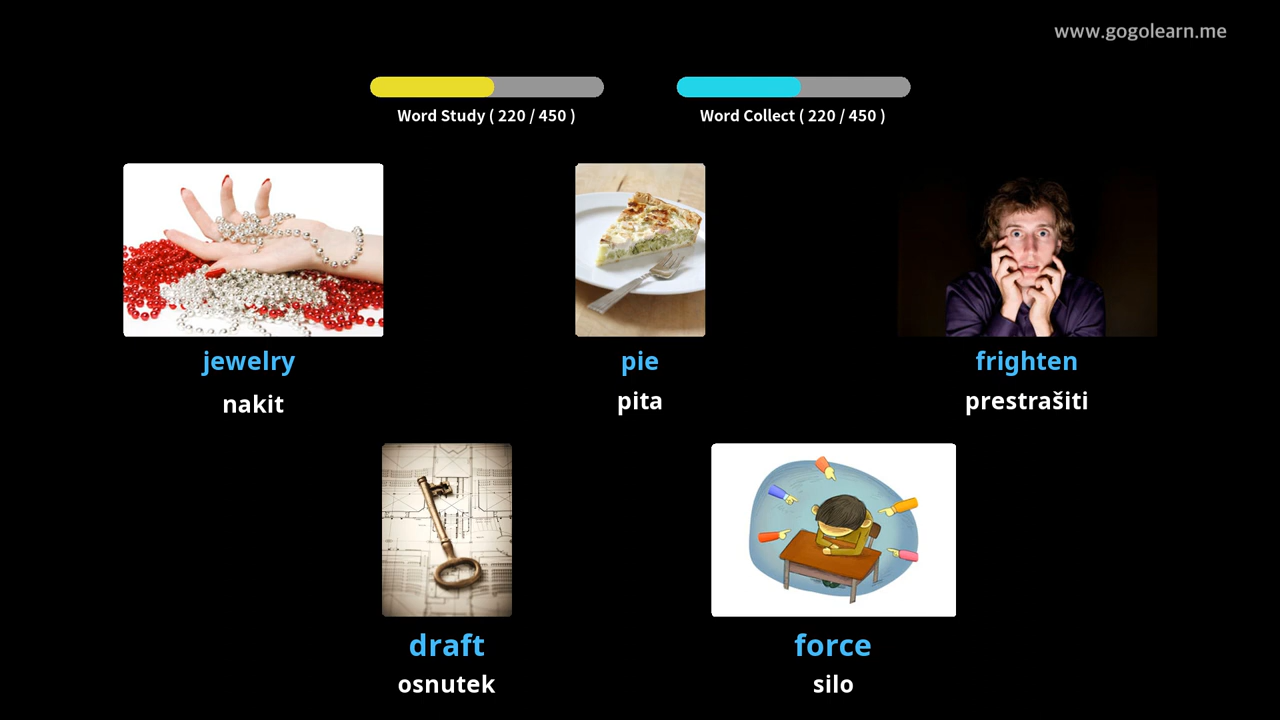 www.gogolearn.me
Word Study ( 220 / 450 )
Word Collect ( 220 / 450 )
jewelry
pie
frighten
nakit
pita
prestrašiti
draft
force
osnutek
silo